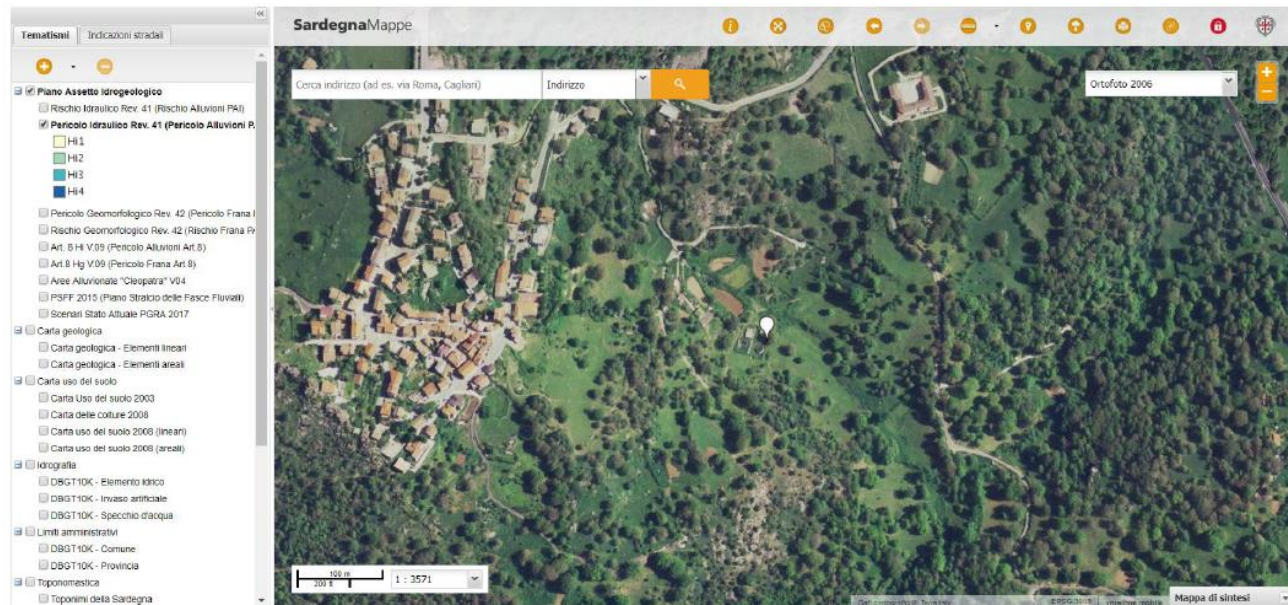 SardegnaMappe
Tematismi
Indicazioni stradali
Cerca indirizzo (ad es. via Roma, Cagliari)
Indirizzo
Ortofoto 2006
Piano Assetto Idrogeologico
Rischio Idraulico Rev. 41 (Rischio Alluvioni PAI)
Pericolo Idraulico Rev. 41 (Pericolo Alluvioni P
Hi1
Hi2
Hi3
Hi4
Pericolo Geomorfologico Rev. 42 (Pericolo Frana
Rischio Geomorfologico Rev. 42 (Rischio Frana
Art. 8 Hi V.09 (Pericolo Alluvioni Art.8)
Art.8 Hg V.09 (Pericolo Frana Art.8)
Aree Alluvionate "Cleopatra" V04
PSFF 2015 (Piano Stralcio delle Fasce Fluviali)
Scenari Stato Attuale PGRA 2017
Carta geologica
Carta geologica - Elementi lineari
Carta geologica - Elementi areali
Carta uso del suolo
Carta Uso del suolo 2003
Carta delle colture 2008
Carta uso del suolo 2008 (lineari)
Carta uso del suolo 2008 (areali)
Idrografia
DBGT10K - Elemento idrico
DBGT10K - Invaso artificiale
DBGT10K - Specchio d'acqua
Limiti amministrativi
DBGT10K - Comune
DBGT10K - Provincia
Toponomastica
Toponimi della Sardegna
100 m
200 ft
1 : 3571
Mappa di sintesi